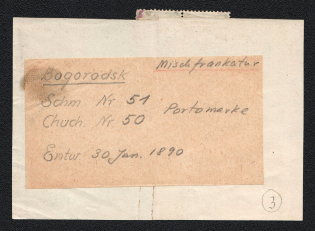 Mischfrankatur
Bogorodsk
Schm Nr 51
Portomarke
Chuch. Nr 50
Entw. 30 Jan. 1890
3